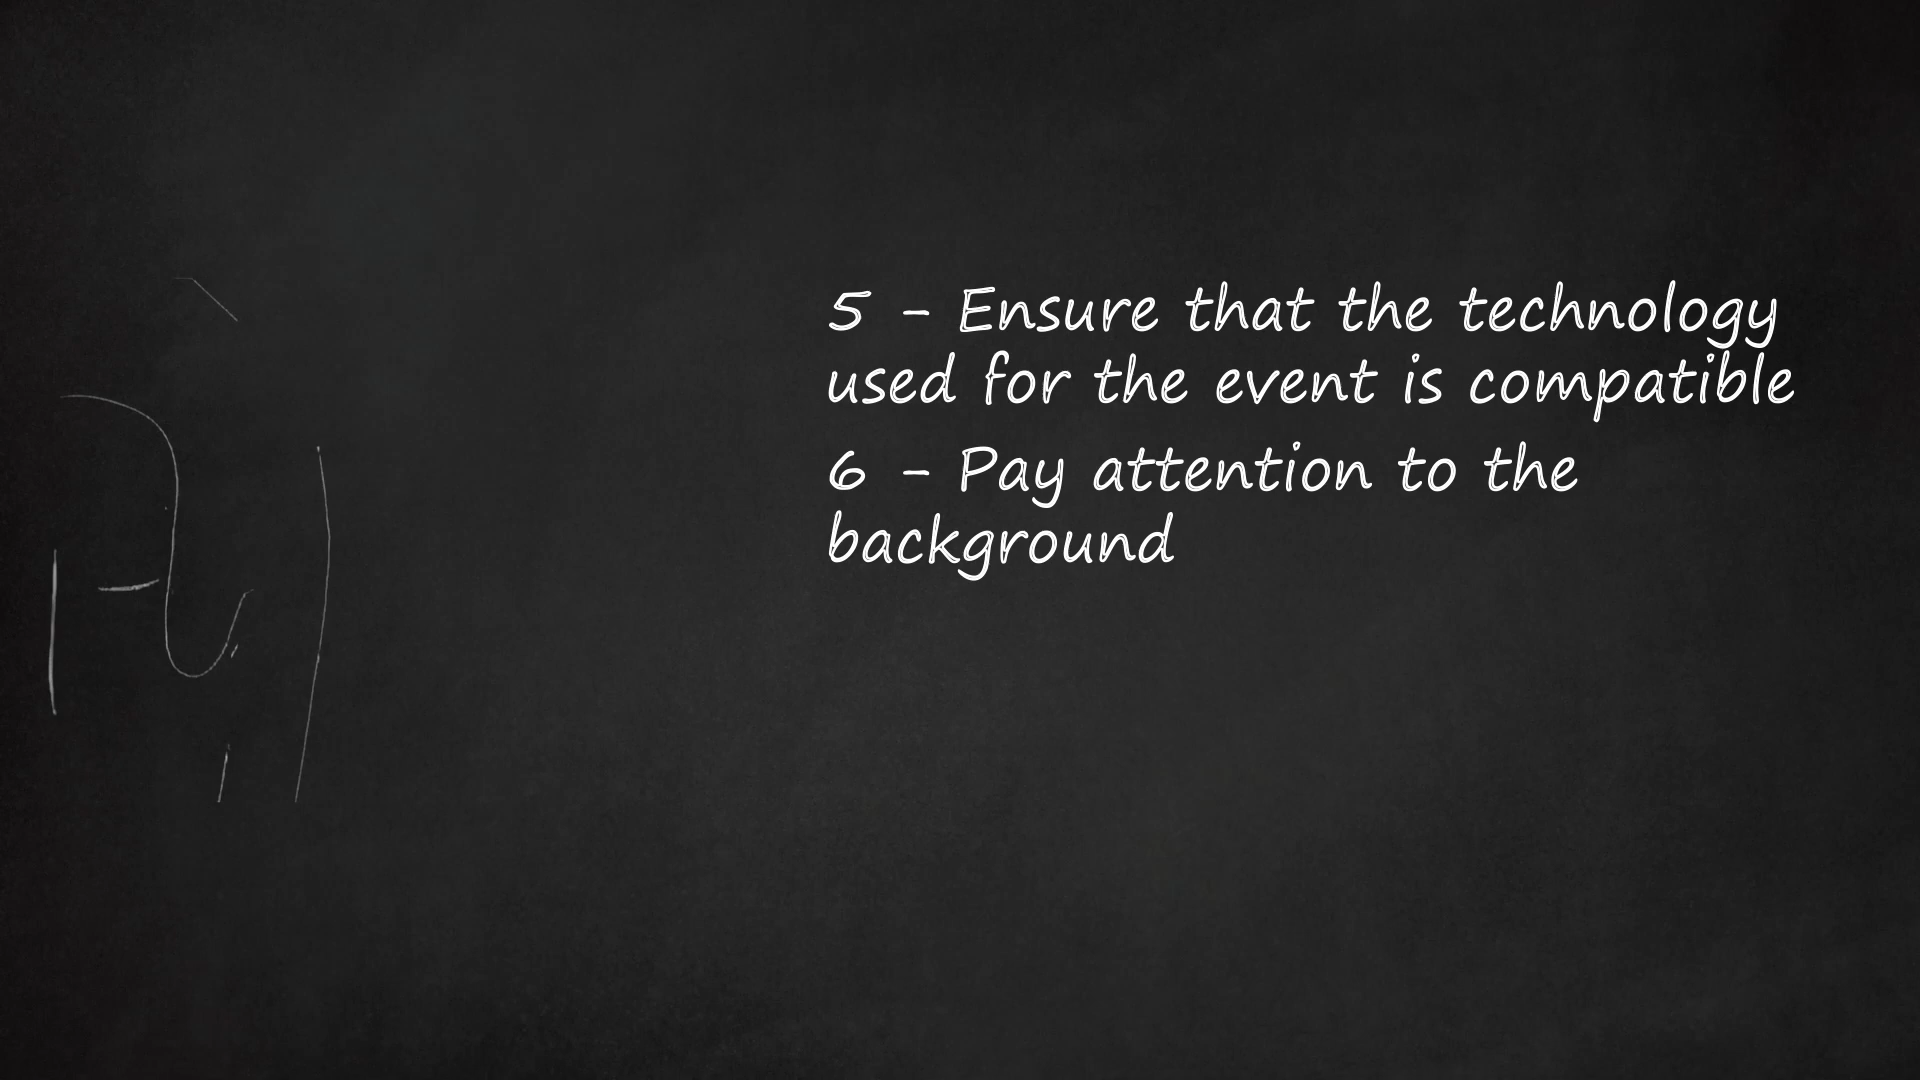 5 - Ensure that the technology
used for the event is compatible
6 - Pay attention to the
background